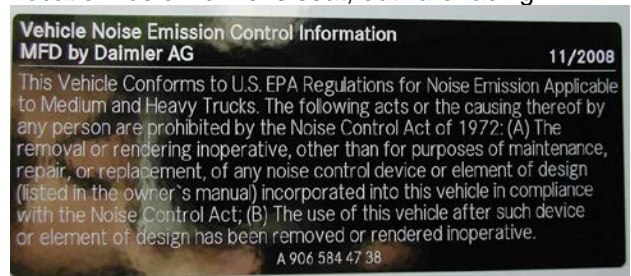 Vehicle Noise Emission Control Information
MFD by Daimler AG 11/2008
This Vehicle Conforms to U.S. EPA Regulations for Noise Emission Applicable
to Medium and Heavy Trucks. The following acts or the causing thereof by
any person are prohibited by the Noise Control Act of 1972: (A) The
removal or rendering inoperative, other than for purposes of maintenance,
repair, or replacement, of any noise control device or element of design
(listed in the owner`s manual) incorporated into this vehicle in compliance
with the Noise Control Act; (B) The use of this vehicle after such device
or element of design has been removed or rendered inoperative.
A 906 584 47 38